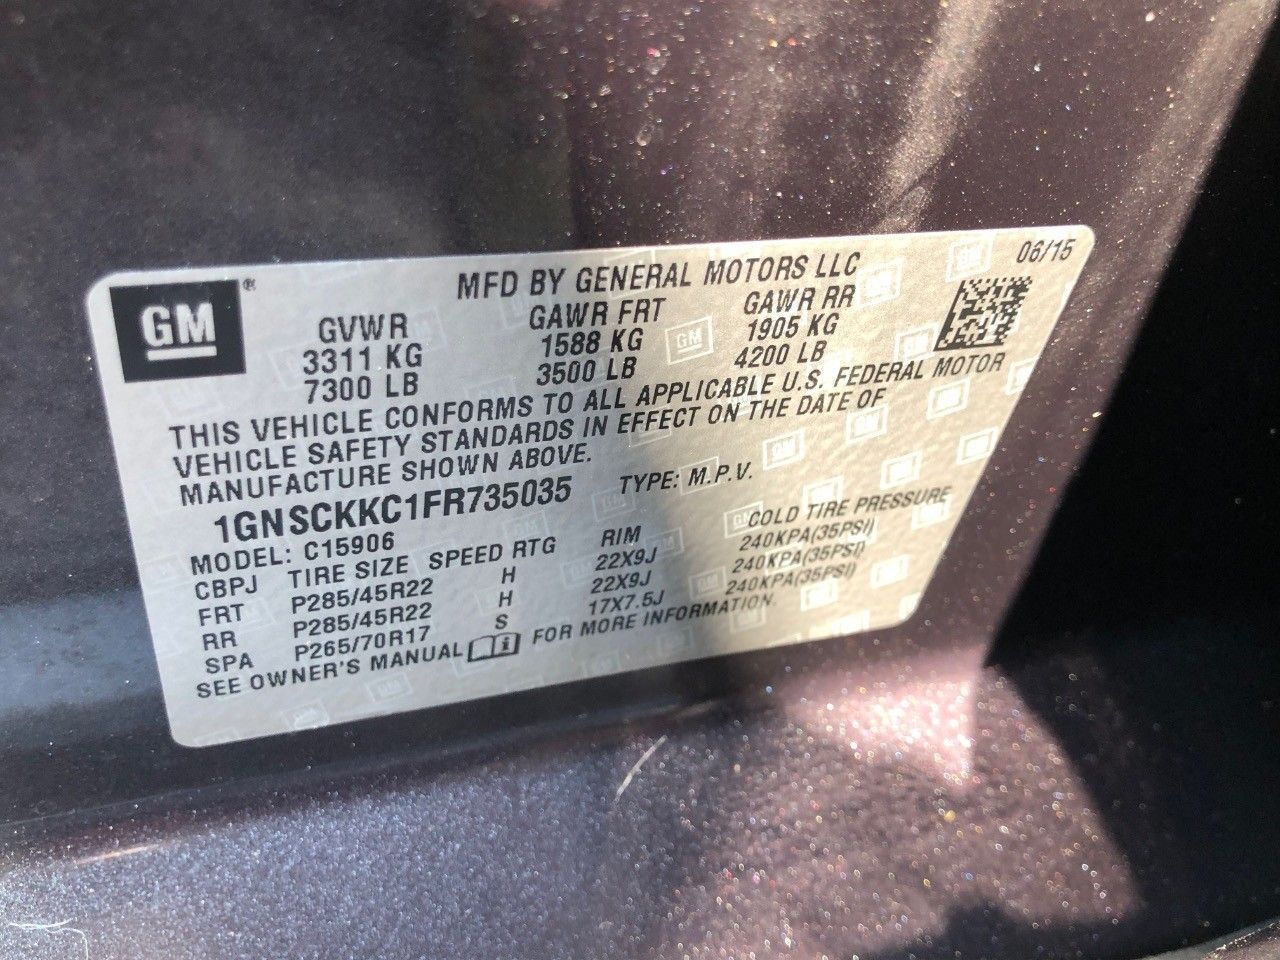 GM ®
MFD BY GENERAL MOTORS LLC 06/15
GVWR GAWR FRT GAWR RR
3311 KG 1588 KG 1905 KG
7300 LB 3500 LB 4200 LB
THIS VEHICLE CONFORMS TO ALL APPLICABLE U.S. FEDERAL MOTOR
VEHICLE SAFETY STANDARDS IN EFFECT ON THE DATE OF
MANUFACTURE SHOWN ABOVE.
1GNSCKKC1FR735035 TYPE: M.P.V.
MODEL: C15906
CBPJ TIRE SIZE SPEED RTG RIM COLD TIRE PRESSURE
FRT P285/45R22 H 22X9J 240KPA(35PSI)
RR P285/45R22 H 22X9J 240KPA(35PSI)
SPA P265/70R17 S 17X7.5J 240KPA(35PSI)
SEE OWNER'S MANUAL FOR MORE INFORMATION.